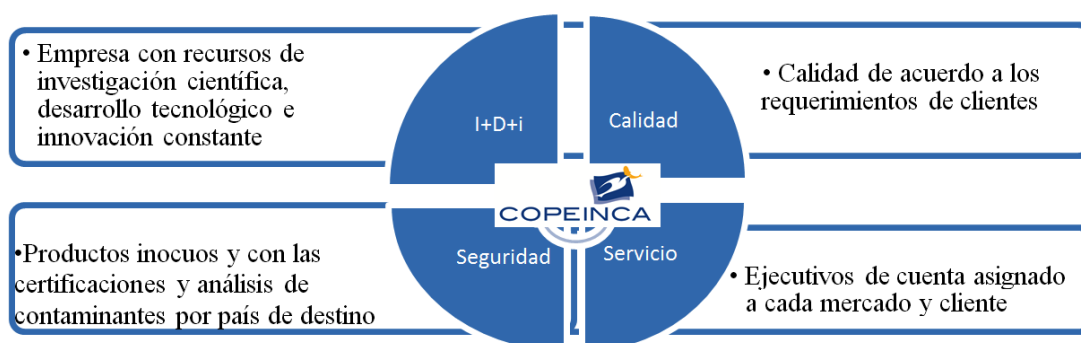 • Empresa con recursos de
investigación científica,
desarrollo tecnológico e
innovación constante
I+D+i
Calidad
• Calidad de acuerdo a los
requerimientos de clientes
COPEINCA
•Productos inocuos y con las
certificaciones y análisis de
contaminantes por país de destino
Seguridad
Servicio
• Ejecutivos de cuenta asignado
a cada mercado y cliente